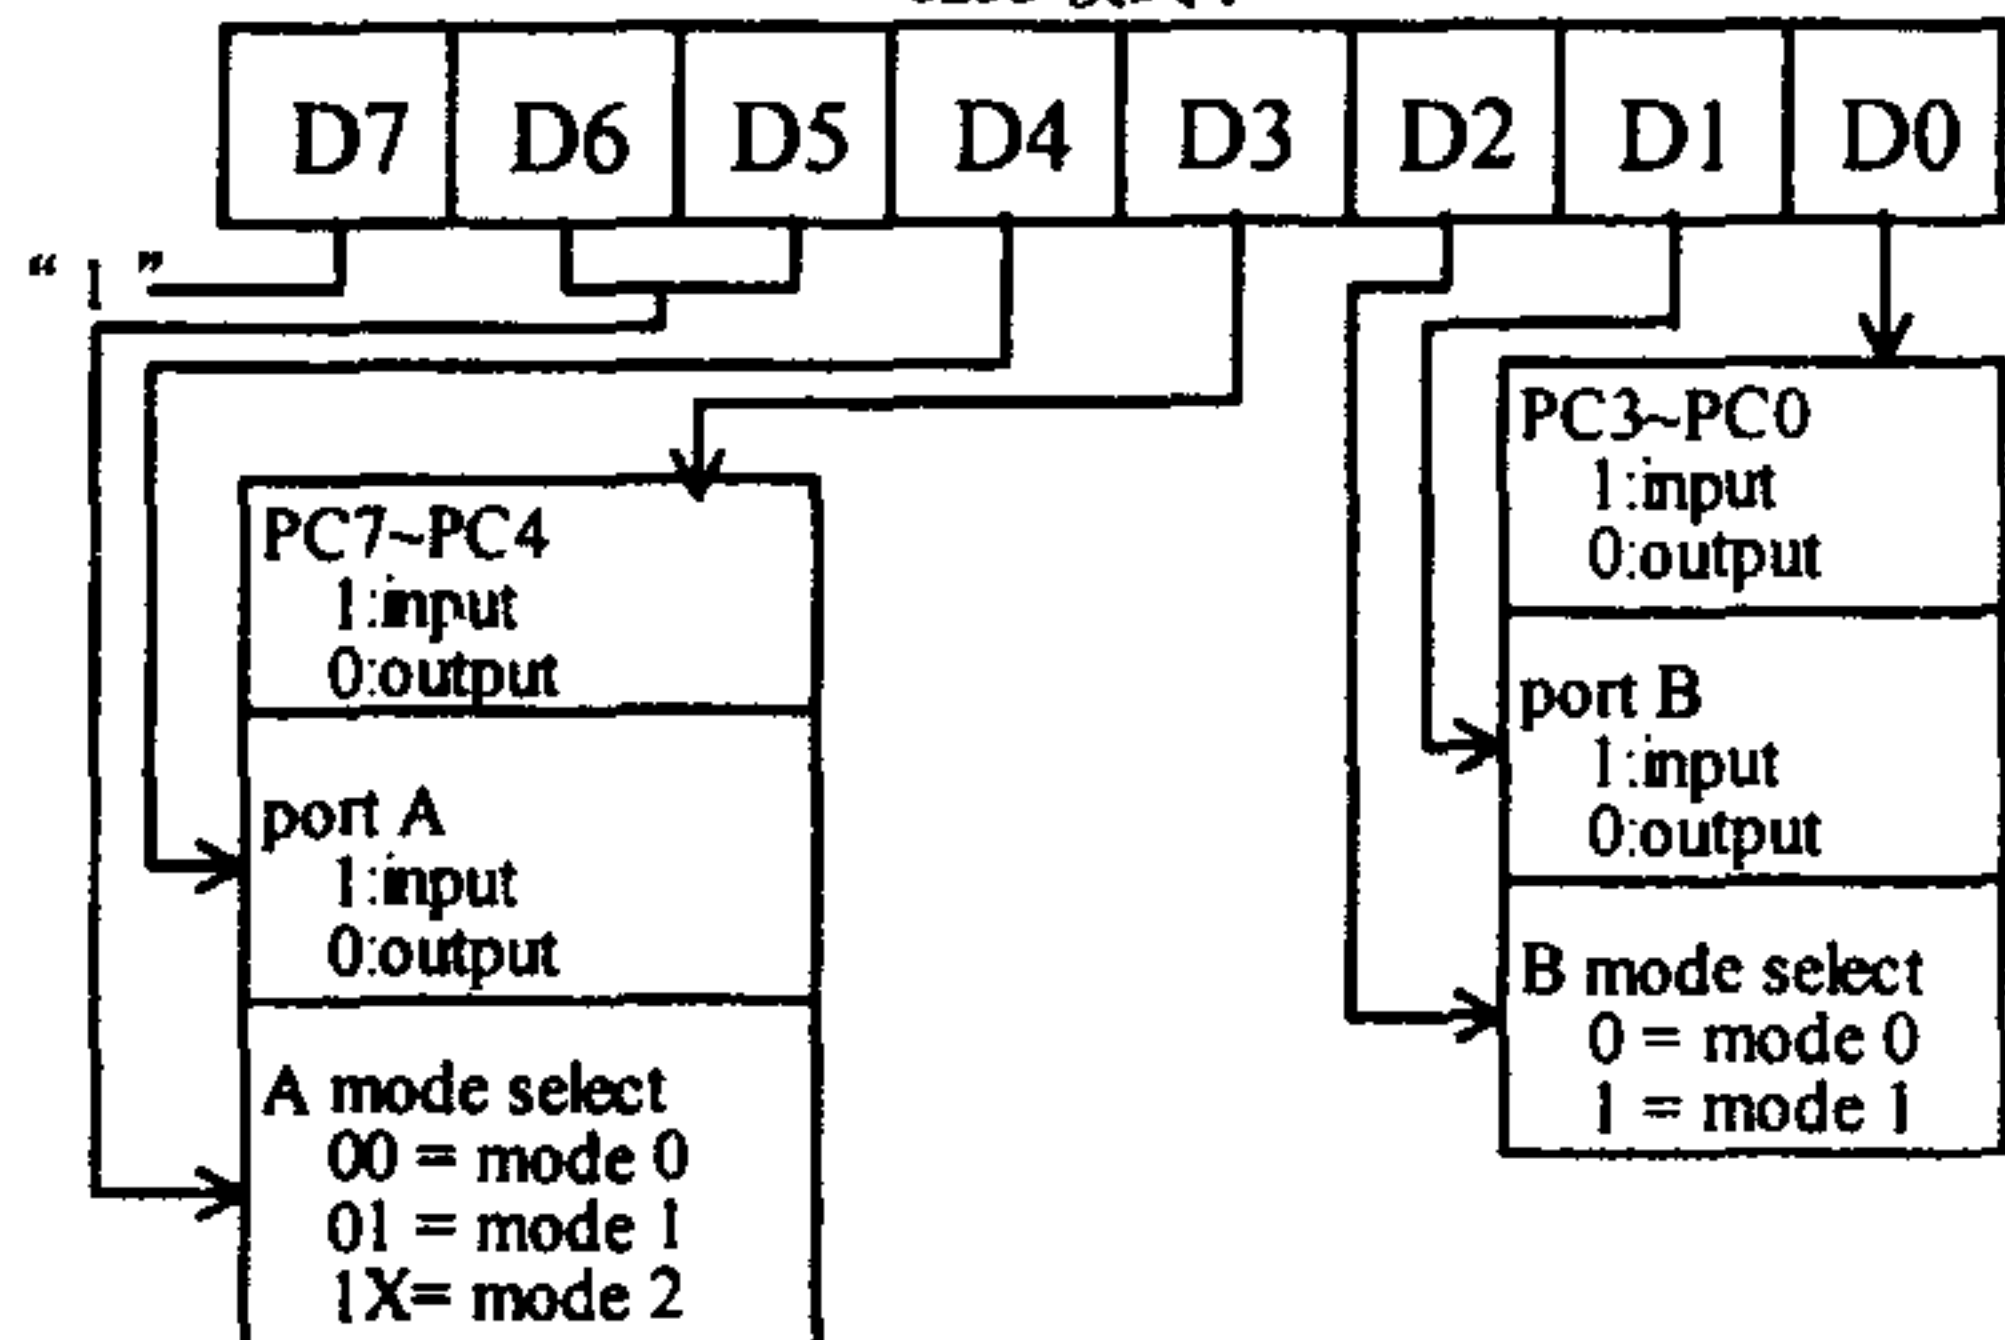 D7 D6 D5 D4 D3 D2 D1 D0
“1”
PC7~PC4
1:input
0:output
port A
1:input
0:output
A mode select
00 = mode 0
01 = mode 1
1X= mode 2
PC3~PC0
1:input
0:output
port B
1:input
0:output
B mode select
0 = mode 0
1 = mode 1